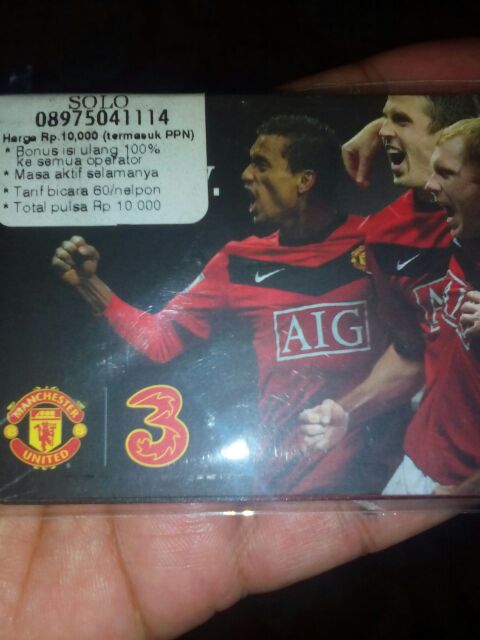 SOLO
08975041114
Harga Rp.10,000 (termasuk PPN)
* Bonus isi ulang 100%
ke semua operator
* Masa aktif selamanya
* Tarif bicara 60/nelpon
* Total pulsa Rp 10.000
AIG
MANCHESTER
UNITED
3